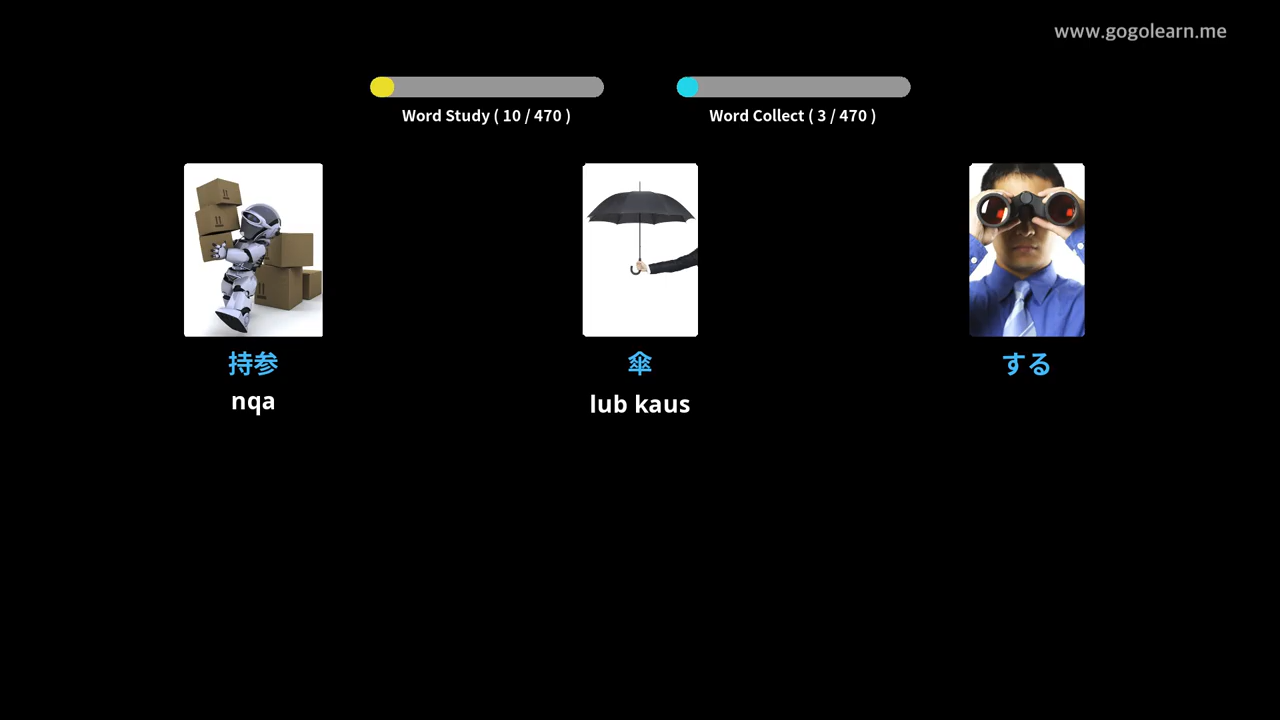 www.gogolearn.me
Word Study ( 10 / 470 )
Word Collect ( 3 / 470 )
持参
nqa
傘
lub kaus
する